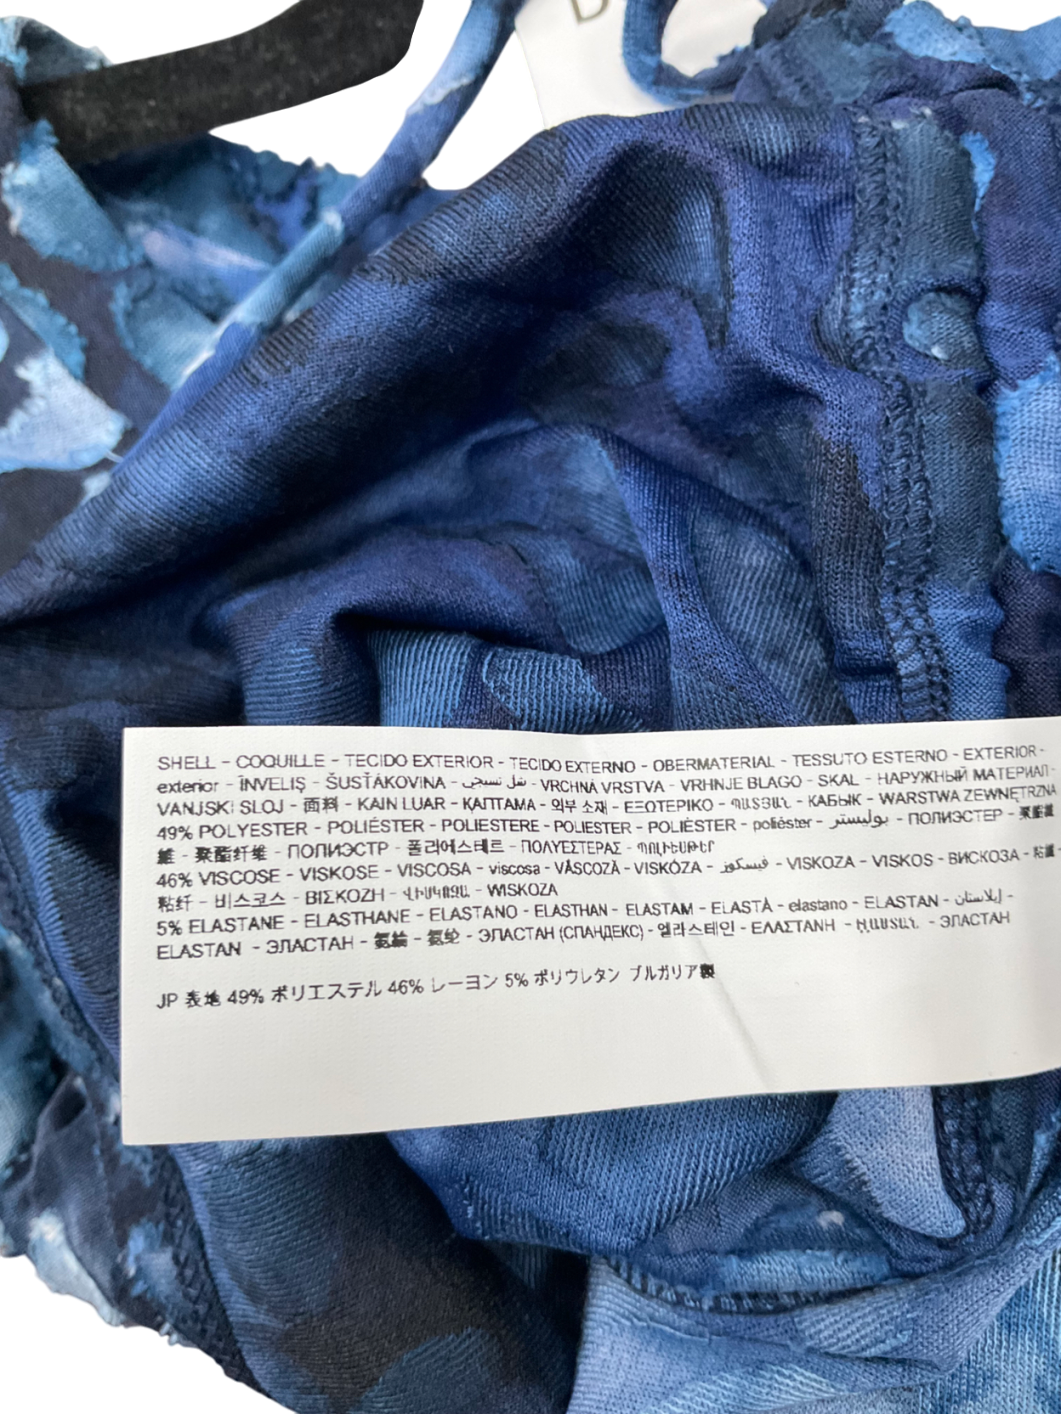 D
SHELL - COQUILLE - TECIDO EXTERIOR - TECIDO EXTERNO - OBERMATERIAL - TESSUTO ESTERNO - EXTERIOR -
exterior - ÎNVELIŞ - ŠUSŤÁKOVINA - - VRCHNÁ VRSTVA - VRHNJE BLAGO - SKAL - НАРУЖНЫЙ МАТЕРИАЛ -
VANJSKI SLOJ - 面料 - KAIN LUAR - ҚАПТАМА - 외부 소재 - ΕΞΩΤΕΡΙΚΟ - ՊԱՏՅԱՆ - КАБЫК - WARSTWA ZEWNĘTRZNA
49% POLYESTER - POLIÉSTER - POLIESTERE - POLIESTER - POLIÈSTER - poliéster - بوليستر - ПОЛИЭСТЕР - 聚酯纖
維 - 聚酯纤维 - ПОЛИЭСТР - 폴리에스테르 - ΠΟΛΥΕΣΤΕΡΑΣ - ՊՈԼԻԵՍԹԵՐ
46% VISCOSE - VISKOSE - VISCOSA - viscosa - VÂSCOZĂ - VISKÓZA - فيسكوز - VISKOZA - VISKOS - ВИСКОЗА - 粘纖 -
粘纤 - 비스코스 - ΒΙΣΚΟΖΗ - ՎԻՍԿՈԶԱ - WISKOZA
5% ELASTANE - ELASTHANE - ELASTANO - ELASTHAN - ELASTAM - ELASTÀ - elastano - ELASTAN - إيلاستان -
ELASTAN - ЭЛАСТАН - 氨綸 - 氨纶 - ЭЛАСТАН (СПАНДЕКС) - 엘라스테인 - ΕΛΑΣΤΑΝΗ - ԷԼԱՍՏԱՆ - ЭЛАСТАН
JP 表地 49% ポリエステル 46% レーヨン 5% ポリウレタン ブルガリア製